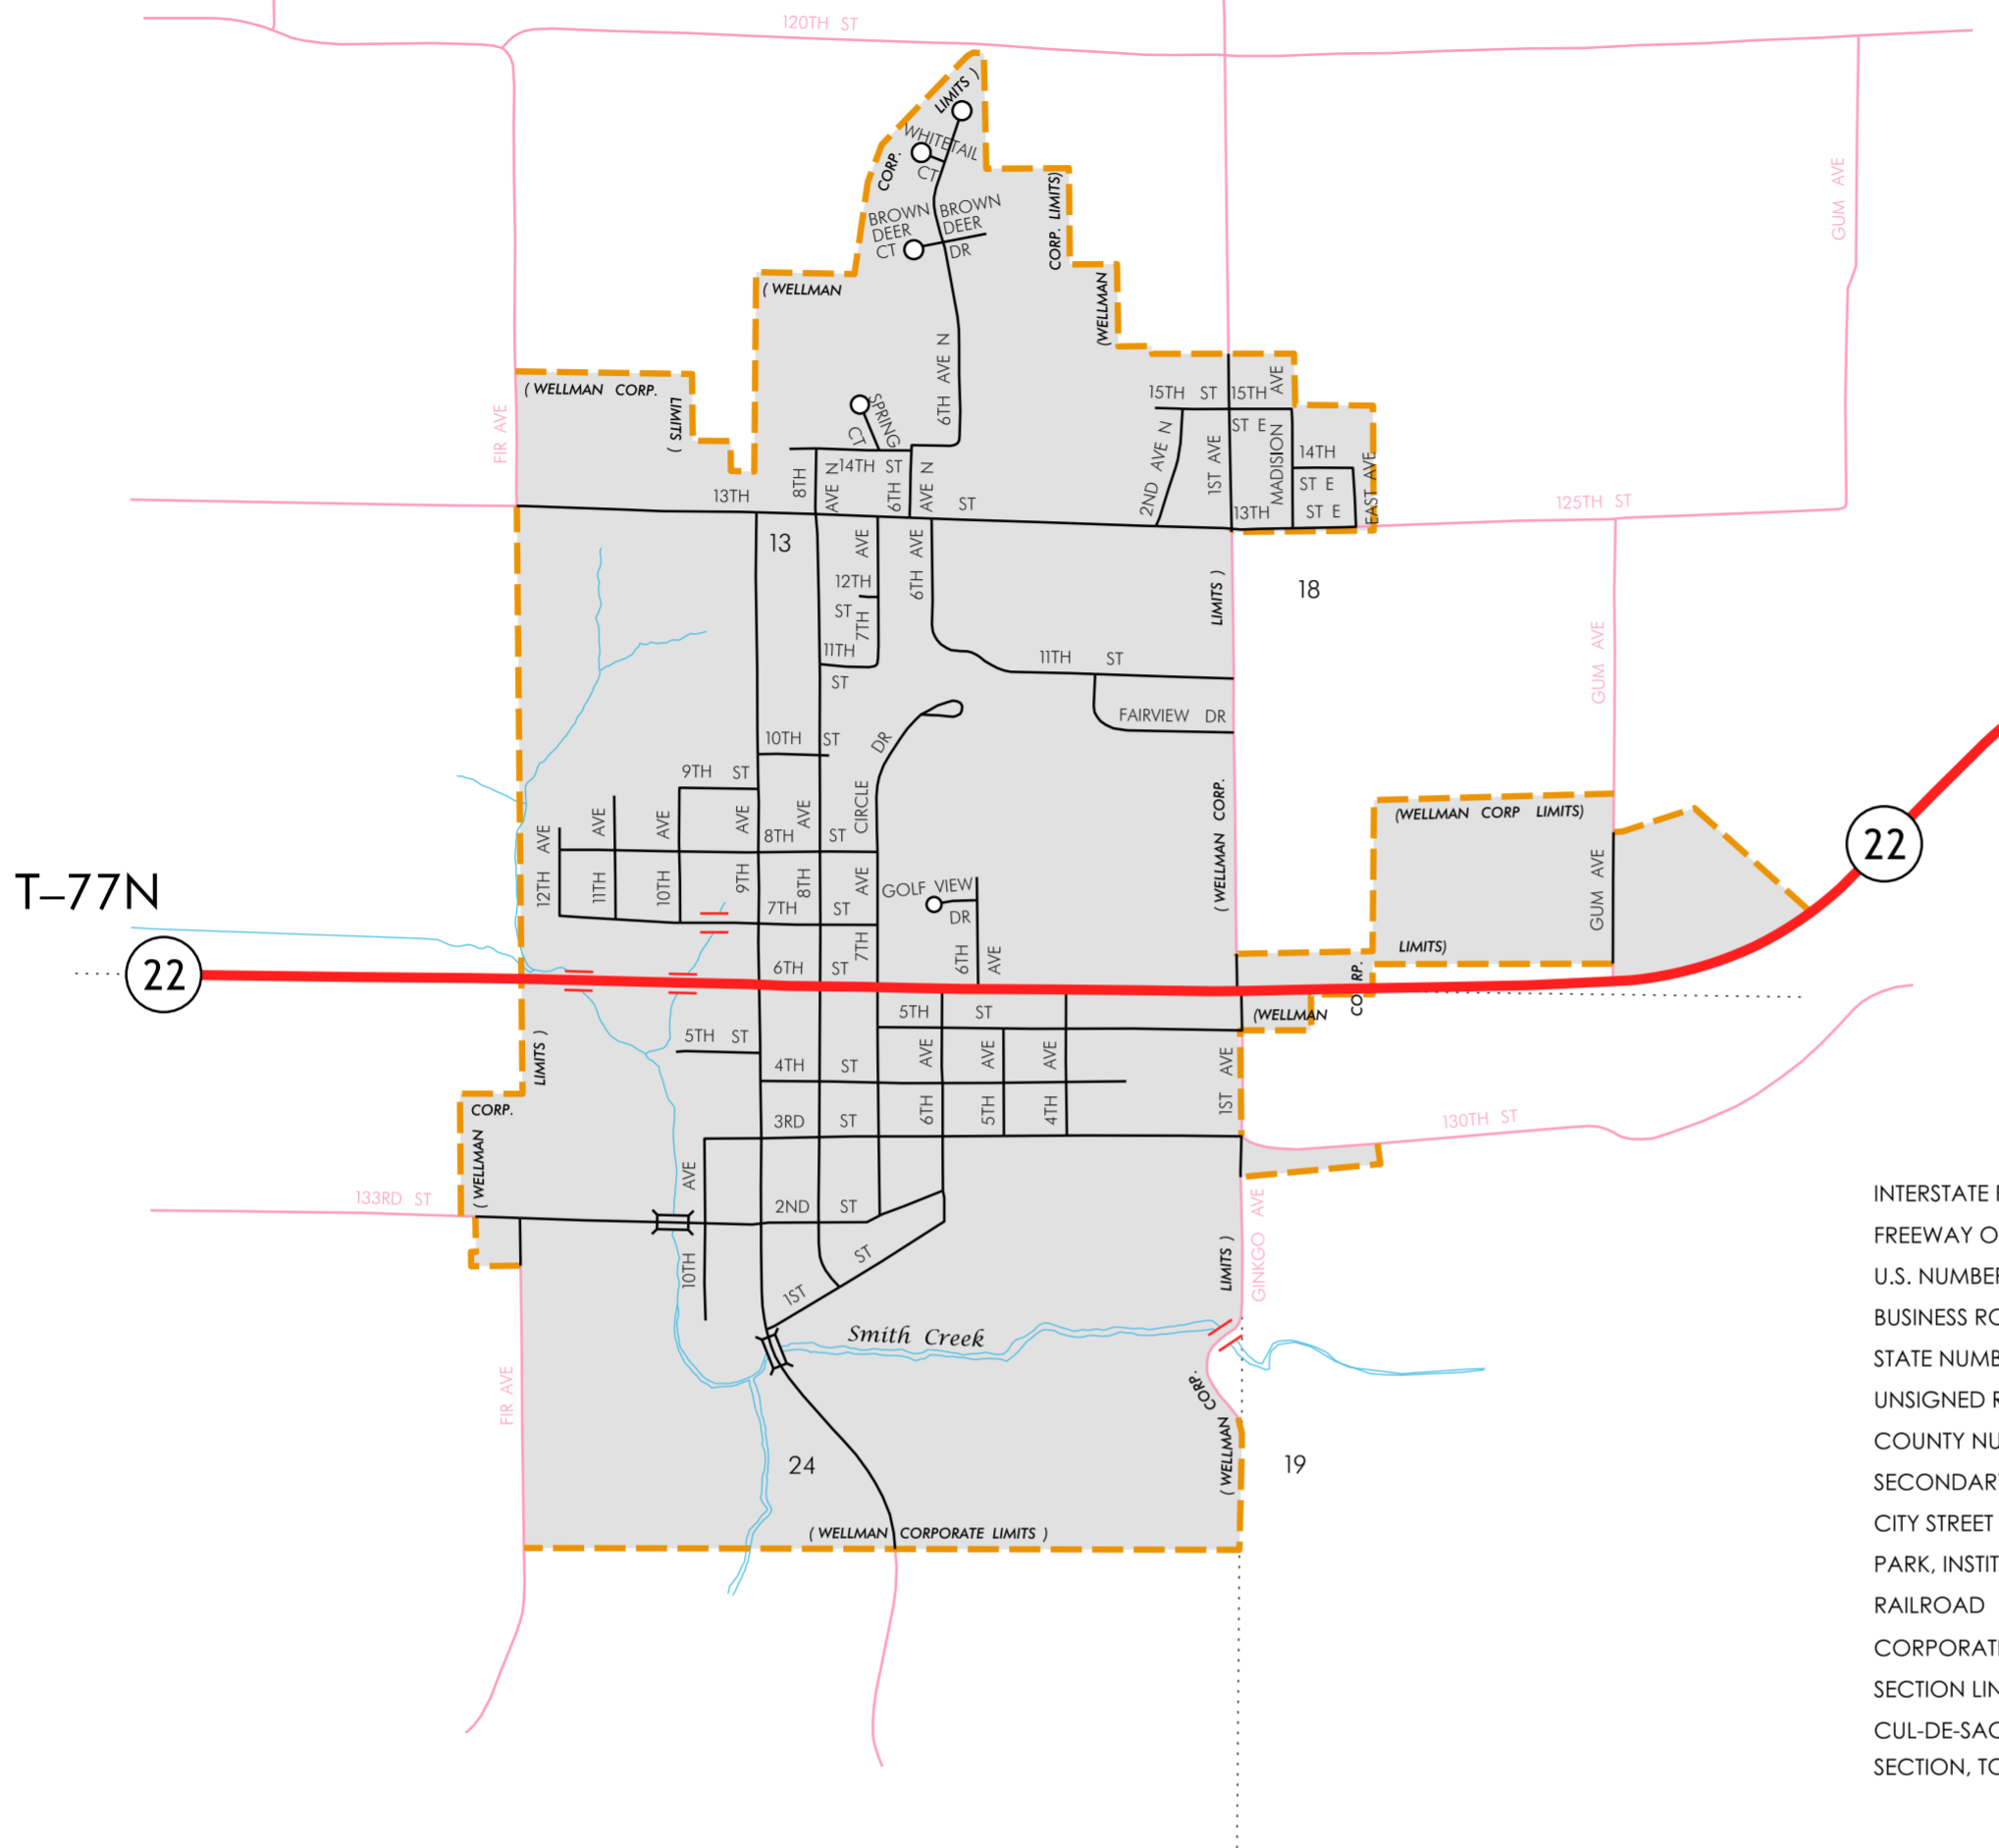 120TH ST
LIMITS )
WHITETAIL
CT
CORP.
GUM AVE
BROWN
DEER
CT
BROWN
DEER
DR
CORP. LIMITS)
( WELLMAN
(WELLMAN
6TH AVE N
( WELLMAN CORP.
LIMITS )
FIR AVE
SPRING
CT
15TH ST
15TH
ST E
AVE
MADISION
14TH
ST E
EAST AVE
2ND AVE N
1ST AVE
8TH
AVE N
14TH ST
6TH
AVE N
13TH
ST
13TH
ST E
125TH ST
13
18
AVE
12TH
ST
7TH
6TH AVE
11TH
ST
LIMITS )
11TH ST
GUM AVE
FAIRVIEW DR
10TH ST
DR
9TH ST
CIRCLE
(WELLMAN CORP.
(WELLMAN CORP LIMITS)
12TH AVE
11TH AVE
10TH AVE
9TH AVE
8TH AVE
8TH ST
7TH AVE
22
T–77N
GOLF VIEW
DR
GUM AVE
7TH ST
LIMITS)
22
6TH ST
6TH AVE
CORP.
(WELLMAN
5TH ST
5TH ST
LIMITS )
4TH ST
6TH AVE
5TH AVE
4TH AVE
1ST AVE
CORP.
( WELLMAN
3RD ST
130TH ST
133RD ST
10TH AVE
2ND ST
1ST ST
LIMITS )
GINKGO AVE
Smith Creek
FIR AVE
CORP.
( WELLMAN
24
19
( WELLMAN CORPORATE LIMITS )
INTERSTATE
FREEWAY O
U.S. NUMBE
BUSINESS RO
STATE NUMB
UNSIGNED
COUNTY NU
SECONDAR
CITY STREET
PARK, INSTIT
RAILROAD
CORPORAT
SECTION LIN
CUL-DE-SAC
SECTION, TO